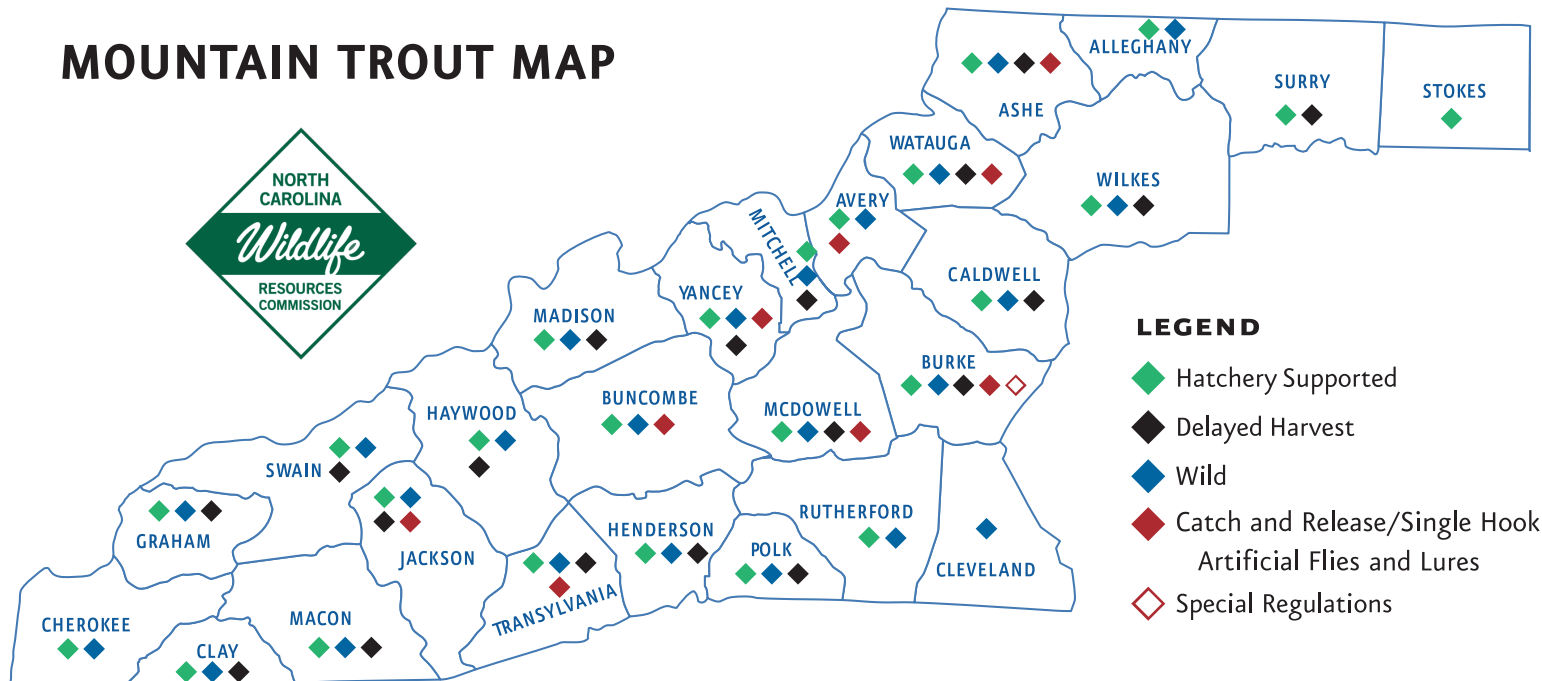 MOUNTAIN TROUT MAP
NORTH
CAROLINA
Wildlife
RESOURCES
COMMISSION
ALLEGHANY
ASHE
SURRY
STOKES
WATAUGA
WILKES
AVERY
MITCHELL
CALDWELL
YANCEY
MADISON
BURKE
BUNCOMBE
MCDOWELL
HAYWOOD
SWAIN
GRAHAM
JACKSON
HENDERSON
RUTHERFORD
POLK
CLEVELAND
TRANSYLVANIA
CHEROKEE
MACON
CLAY
LEGEND
Hatchery Supported
Delayed Harvest
Wild
Catch and Release/Single Hook
Artificial Flies and Lures
Special Regulations